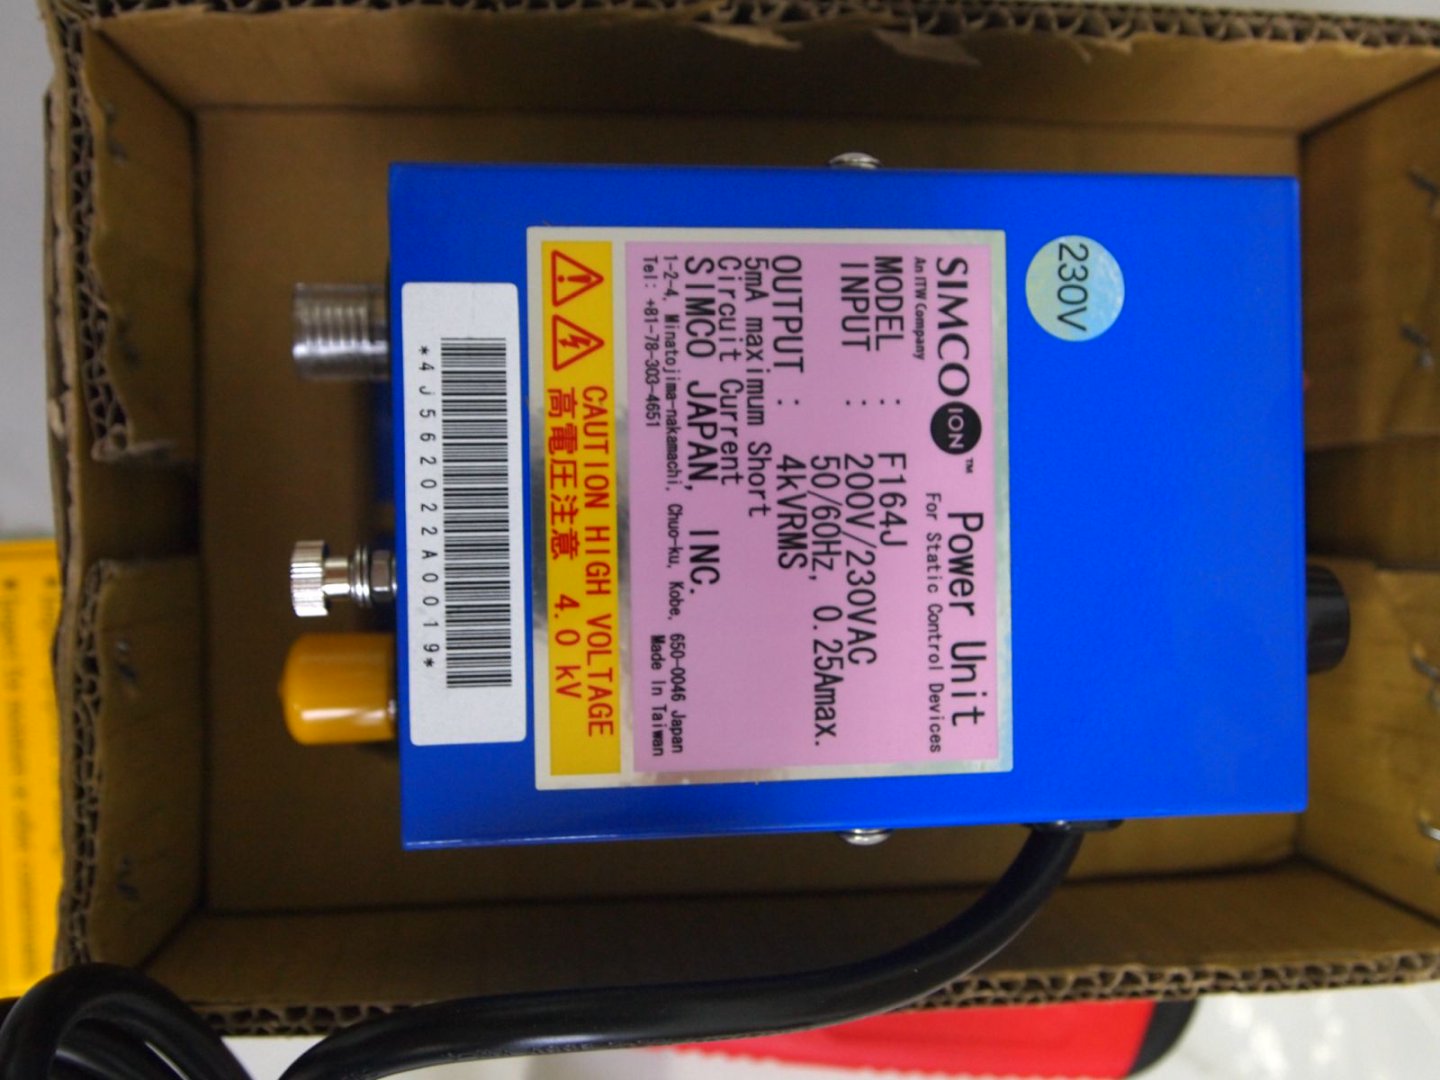 230V
SIMCO ION™ Power Unit
An ITW Company For Static Control Devices
MODEL : F164J
INPUT : 200V/230VAC
50/60Hz, 0.25Amax.
OUTPUT : 4kVRMS
5mA maximum Short
Circuit Current
SIMCO JAPAN, INC.
1-2-4, Minatojima-nakamachi, Chuo-ku, Kobe, 650-0046 Japan
Tel: +81-78-303-4651 Made In Taiwan
CAUTION HIGH VOLTAGE
高電圧注意 4.0 kV
*4J562022A0019*